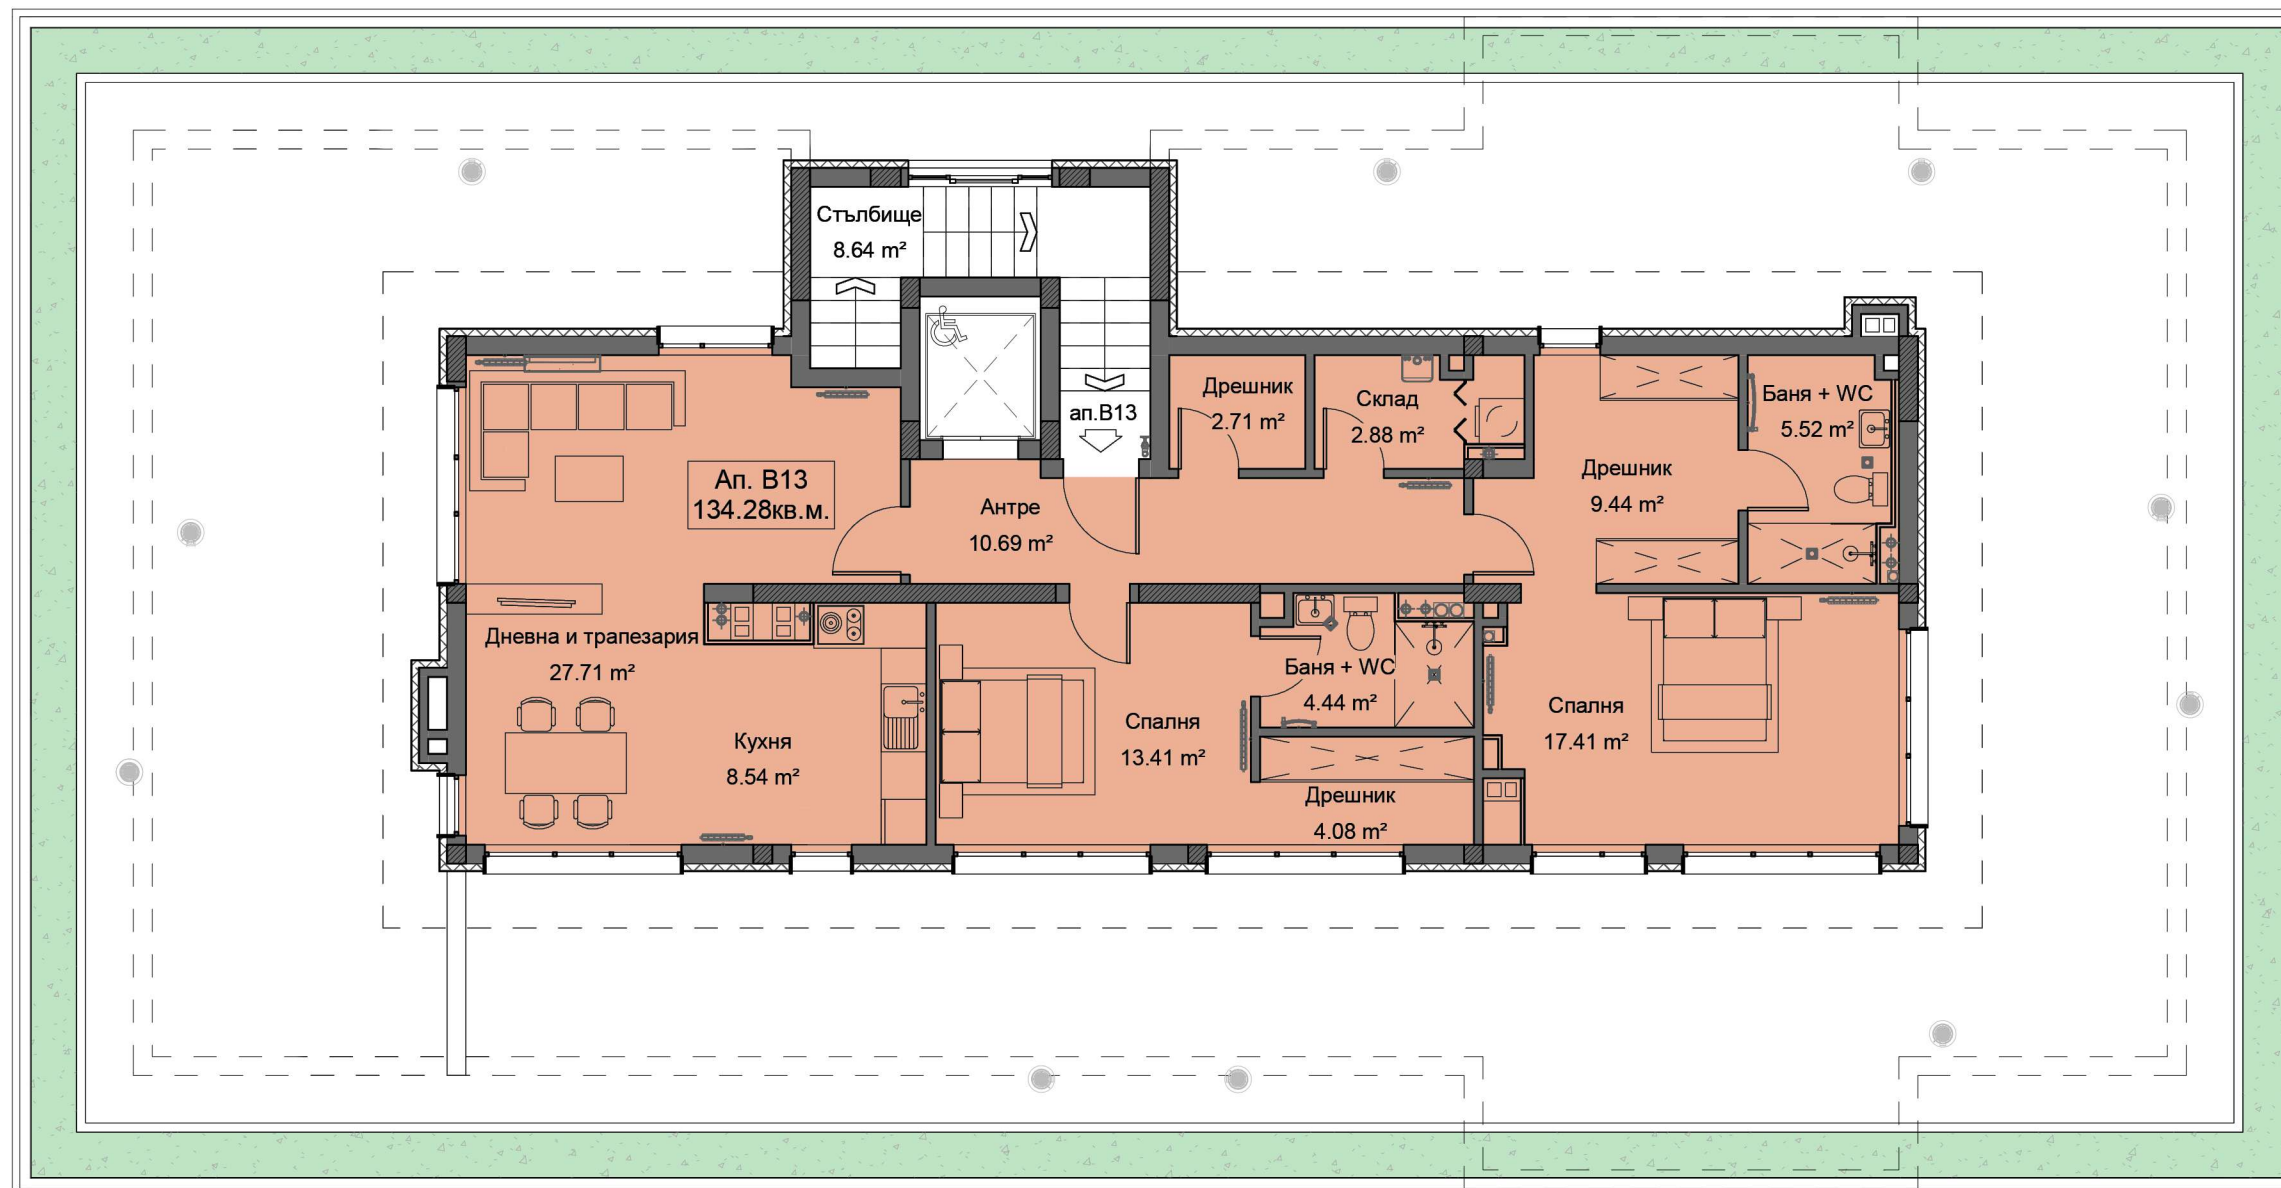 Стълбище
8.64 m²
ап.В13
Дрешник
2.71 m²
Склад
2.88 m²
Баня + WC
5.52 m²
Дрешник
9.44 m²
Ап. В13
134.28кв.м.
Антре
10.69 m²
Дневна и трапезария
27.71 m²
Кухня
8.54 m²
Спалня
13.41 m²
Баня + WC
4.44 m²
Дрешник
4.08 m²
Спалня
17.41 m²